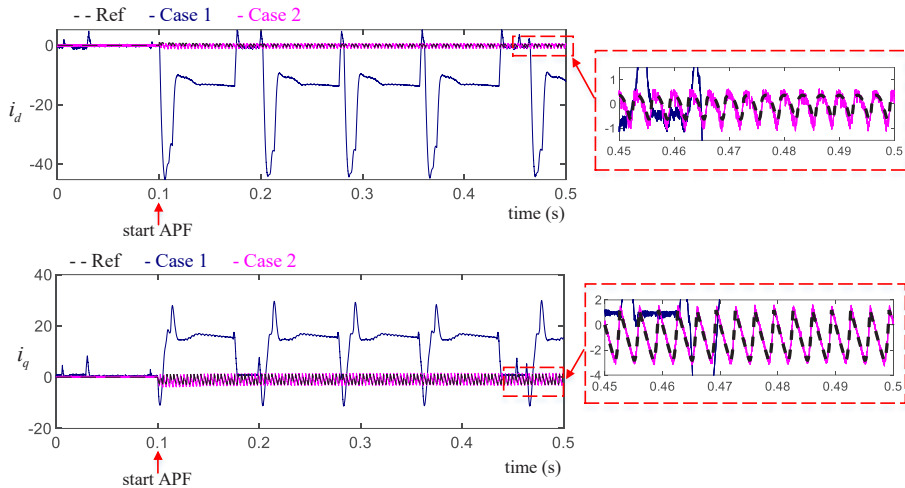 -- Ref - Case 1 - Case 2
0
-20
-40
i_d
0 0.1 0.2 0.3 0.4 0.5
start APF
time (s)
1
0
-1
0.45 0.46 0.47 0.48 0.49 0.5
-- Ref - Case 1 - Case 2
40
20
0
-20
i_q
0 0.1 0.2 0.3 0.4 0.5
start APF
time (s)
2
0
-2
-4
0.45 0.46 0.47 0.48 0.49 0.5